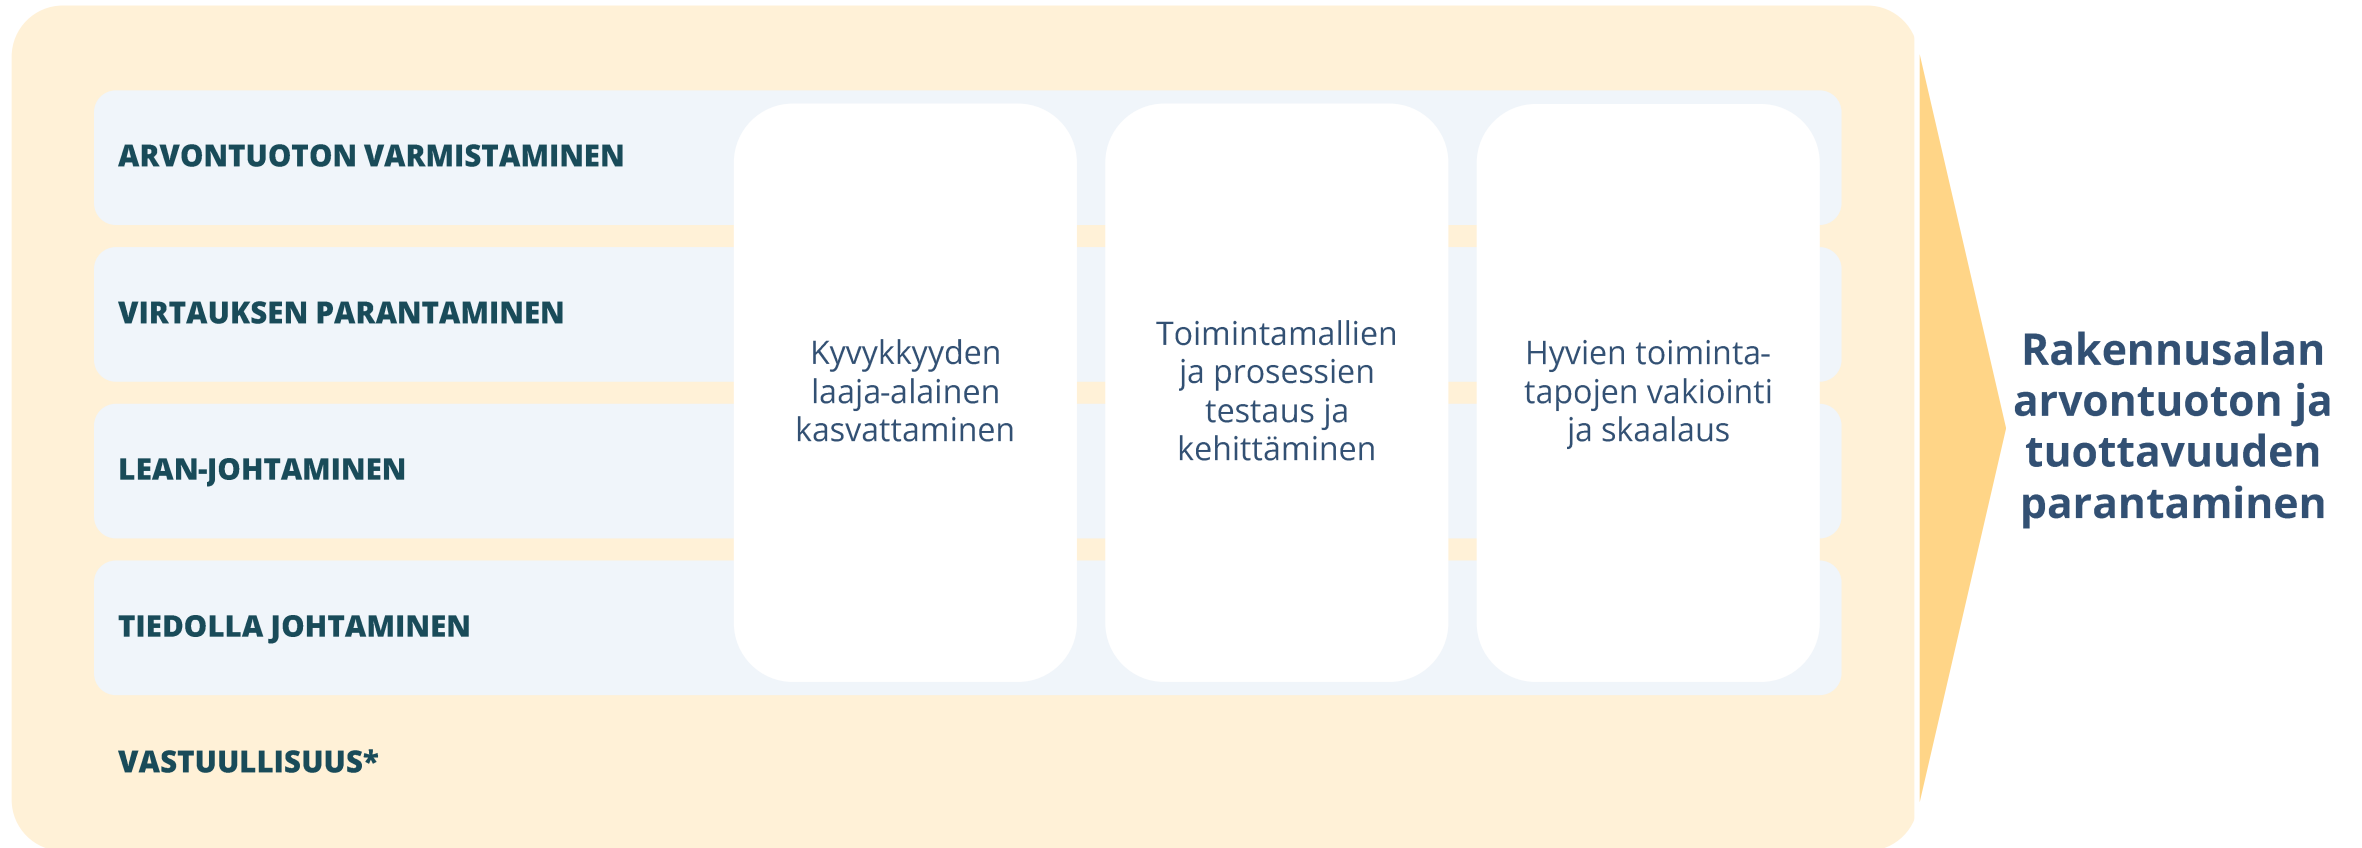 ARVONTUOTON VARMISTAMINEN
VIRTAUKSEN PARANTAMINEN
LEAN-JOHTAMINEN
TIEDOLLA JOHTAMINEN
VASTUULLISUUS*
Kyvykkyyden
laaja-alainen
kasvattaminen
Toimintamallien
ja prosessien
testaus ja
kehittäminen
Hyvien toiminta-
tapojen vakiointi
ja skaalaus
Rakennusalan
arvontuoton ja
tuottavuuden
parantaminen